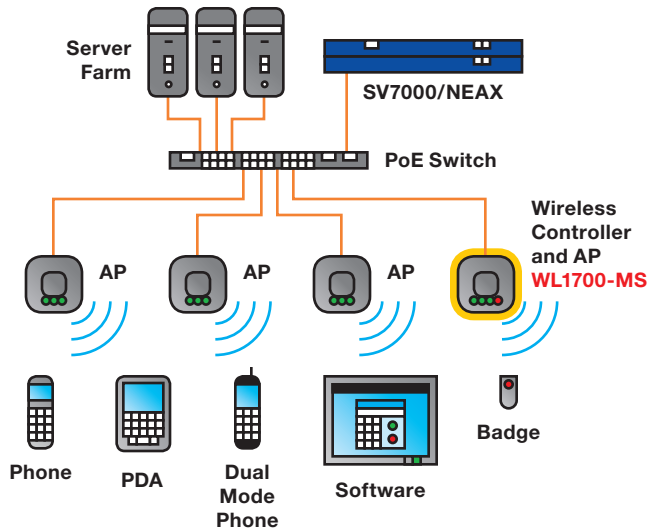 Server
Farm
SV7000/NEAX
PoE Switch
Wireless
Controller
and AP
WL1700-MS
AP
AP
AP
Phone
PDA
Dual
Mode
Phone
Software
Badge